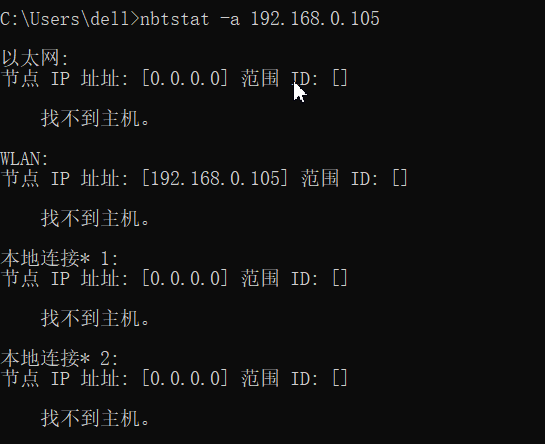 C:\Users\dell>nbtstat -a 192.168.0.105
以太网:
节点 IP 址址: [0.0.0.0] 范围 ID: []
找不到主机。
WLAN:
节点 IP 址址: [192.168.0.105] 范围 ID: []
找不到主机。
本地连接* 1:
节点 IP 址址: [0.0.0.0] 范围 ID: []
找不到主机。
本地连接* 2:
节点 IP 址址: [0.0.0.0] 范围 ID: []
找不到主机。